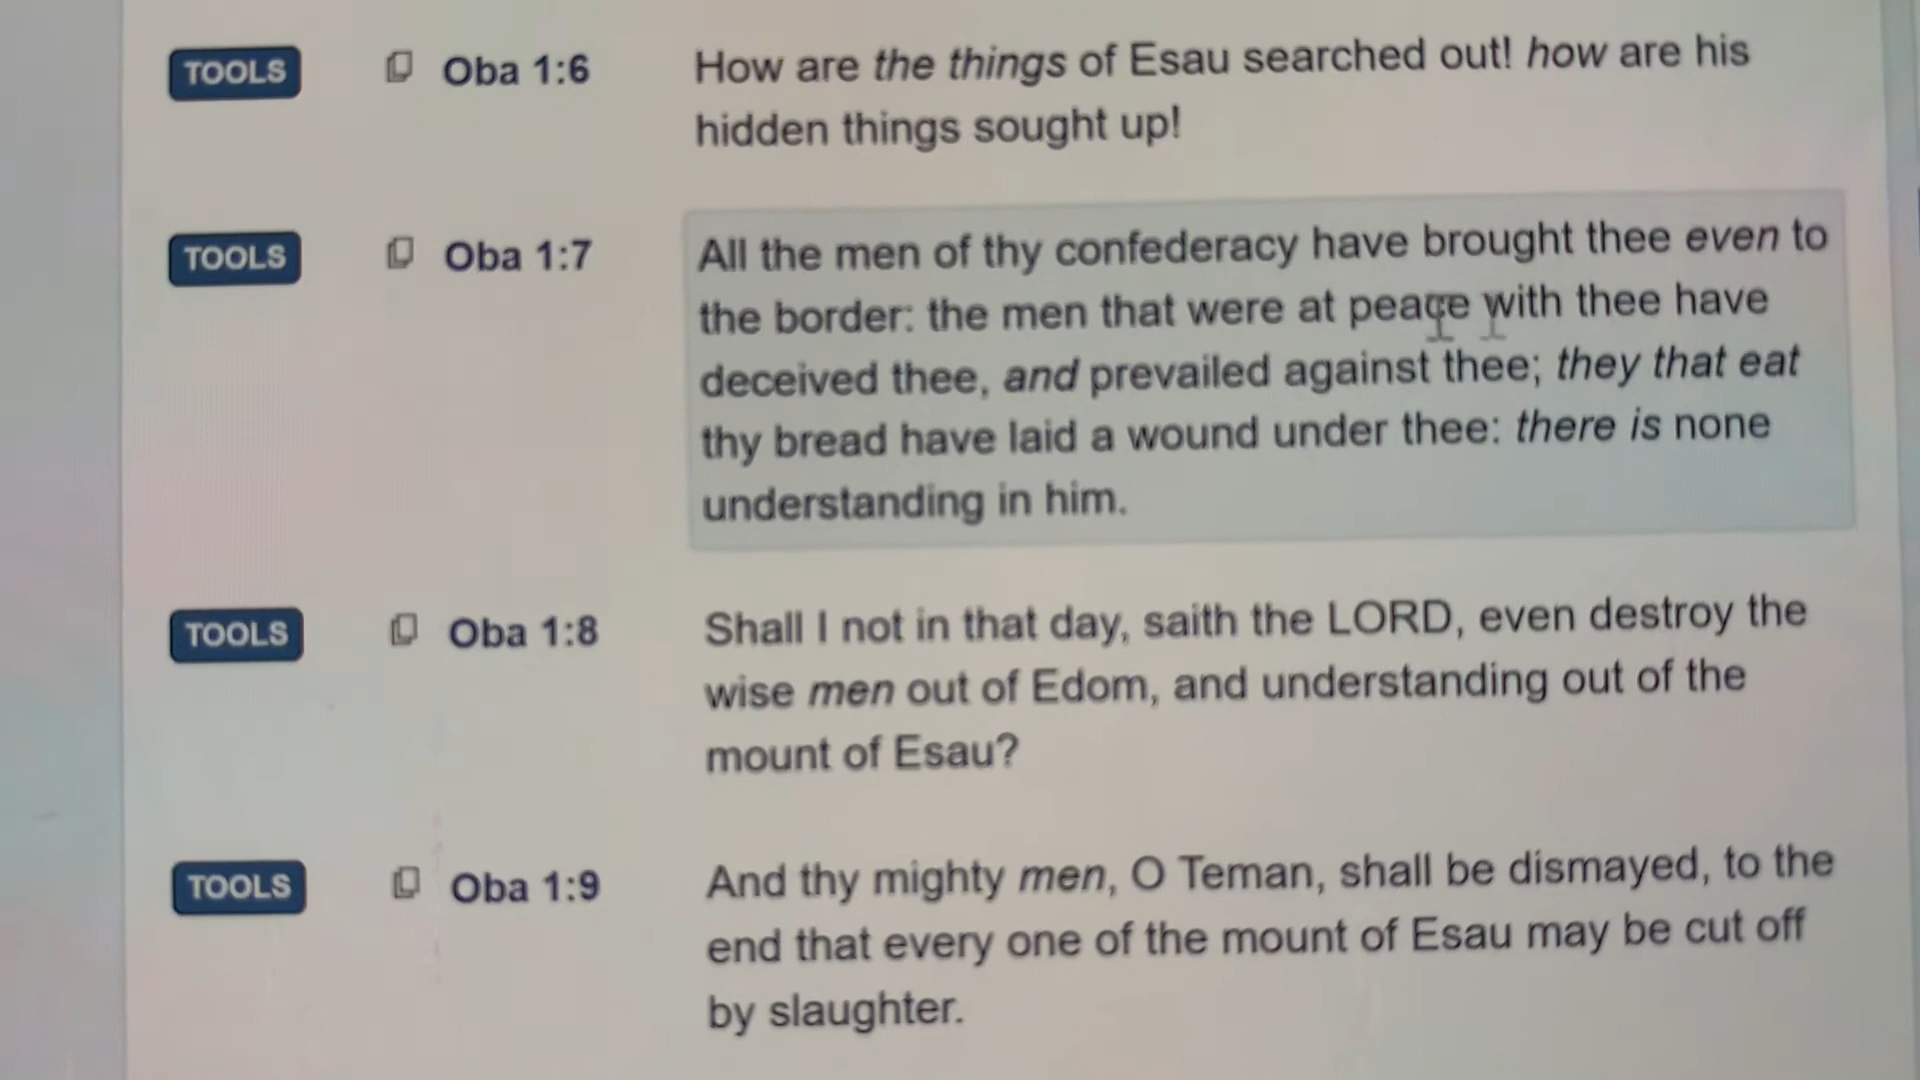 TOOLS Oba 1:6 How are the things of Esau searched out! how are his
hidden things sought up!
TOOLS Oba 1:7 All the men of thy confederacy have brought thee even to
the border: the men that were at peace with thee have
deceived thee, and prevailed against thee; they that eat
thy bread have laid a wound under thee: there is none
understanding in him.
TOOLS Oba 1:8 Shall I not in that day, saith the LORD, even destroy the
wise men out of Edom, and understanding out of the
mount of Esau?
TOOLS Oba 1:9 And thy mighty men, O Teman, shall be dismayed, to the
end that every one of the mount of Esau may be cut off
by slaughter.